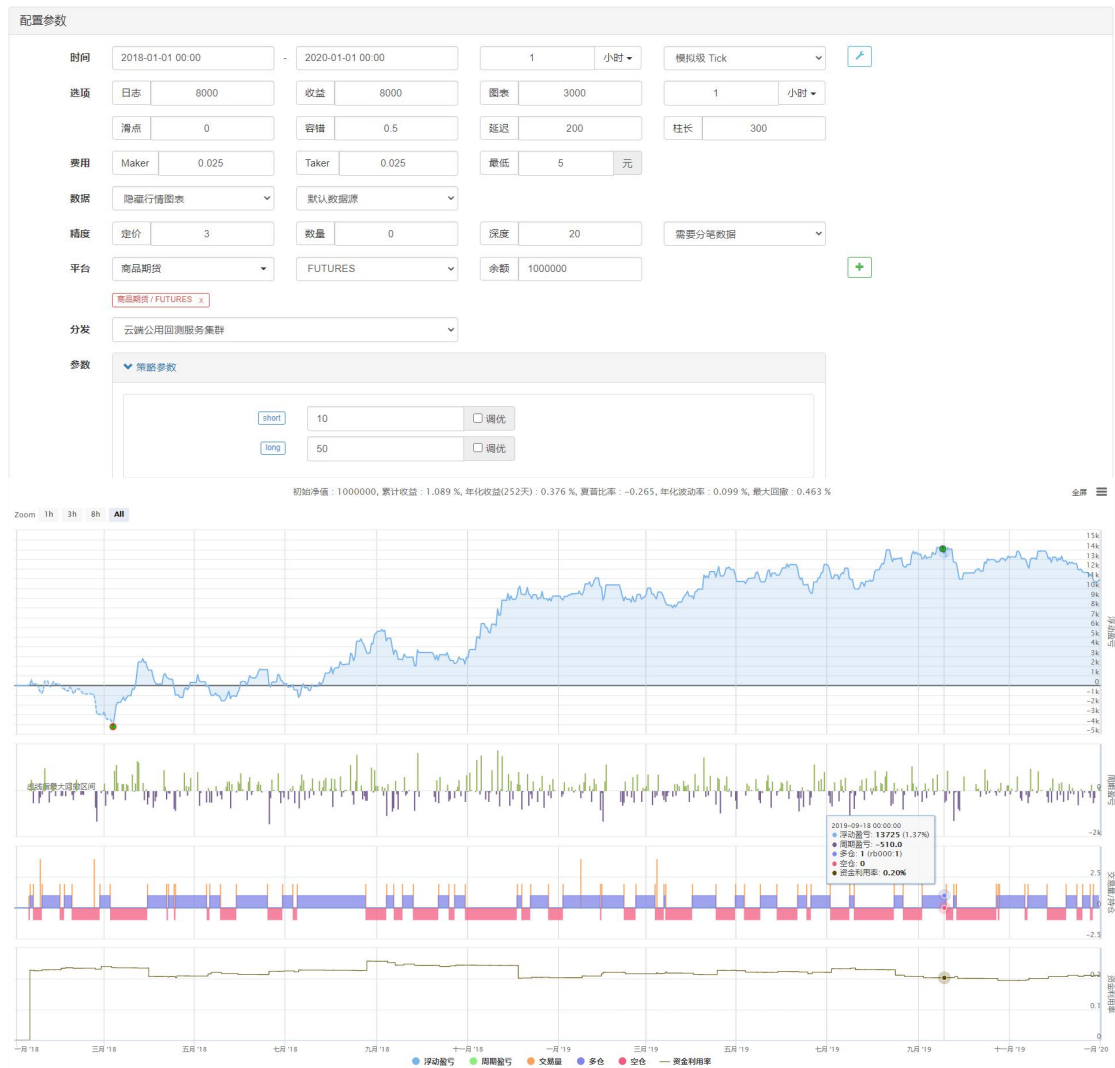 配置参数
时间 2018-01-01 00:00 - 2020-01-01 00:00 1 小时 模拟级 Tick
选项 日志 8000 收益 8000 图表 3000 1 小时
滑点 0 容错 0.5 延迟 200 柱长 300
费用 Maker 0.025 Taker 0.025 最低 5 元
数据 隐藏行情图表 默认数据源
精度 定价 3 数量 0 深度 20 需要分笔数据
平台 商品期货 FUTURES 余额 1000000
商品期货 / FUTURES x
分发 云端公用回测服务集群
参数 策略参数
short 10 调优
long 50 调优
初始净值 : 1000000, 累计收益 : 1.089 %, 年化收益(252天) : 0.376 %, 夏普比率 : -0.265, 年化波动率 : 0.099 %, 最大回撤 : 0.463 %
全屏
Zoom 1h 3h 8h All
15k
14k
13k
12k
11k
10k
9k
8k
7k
6k
5k
4k
3k
2k
1k
0
-1k
-2k
-3k
-4k
-5k
浮动盈亏
虚线为最大回撤区间
0
-2k
周期盈亏
2019-09-18 00:00:00
浮动盈亏: 13725 (1.37%)
周期盈亏: -510.0
多仓: 1 (rb000:1)
空仓: 0
资金利用率: 0.20%
2.5
0
-2.5
交易量/持仓
0.2
0.1
0
资金利用率
一月 '18 三月 '18 五月 '18 七月 '18 九月 '18 十一月 '18 一月 '19 三月 '19 五月 '19 七月 '19 九月 '19 十一月 '19 一月 '20
浮动盈亏 周期盈亏 交易量 多仓 空仓 资金利用率